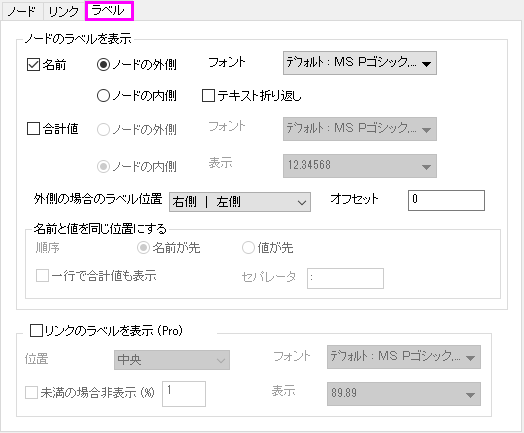 ノード リンク ラベル
ノードのラベルを表示
名前 ノードの外側 フォント デフォルト : MS Pゴシック,...
ノードの内側 テキスト折り返し
合計値 ノードの外側 フォント デフォルト : MS Pゴシック,...
ノードの内側 表示 12.34568
外側の場合のラベル位置 右側 | 左側 オフセット 0
名前と値を同じ位置にする
順序 名前が先 値が先
一行で合計値も表示 セパレータ :
リンクのラベルを表示 (Pro)
位置 中央 フォント デフォルト : MS Pゴシック,...
未満の場合非表示 (%) 1 表示 89.89